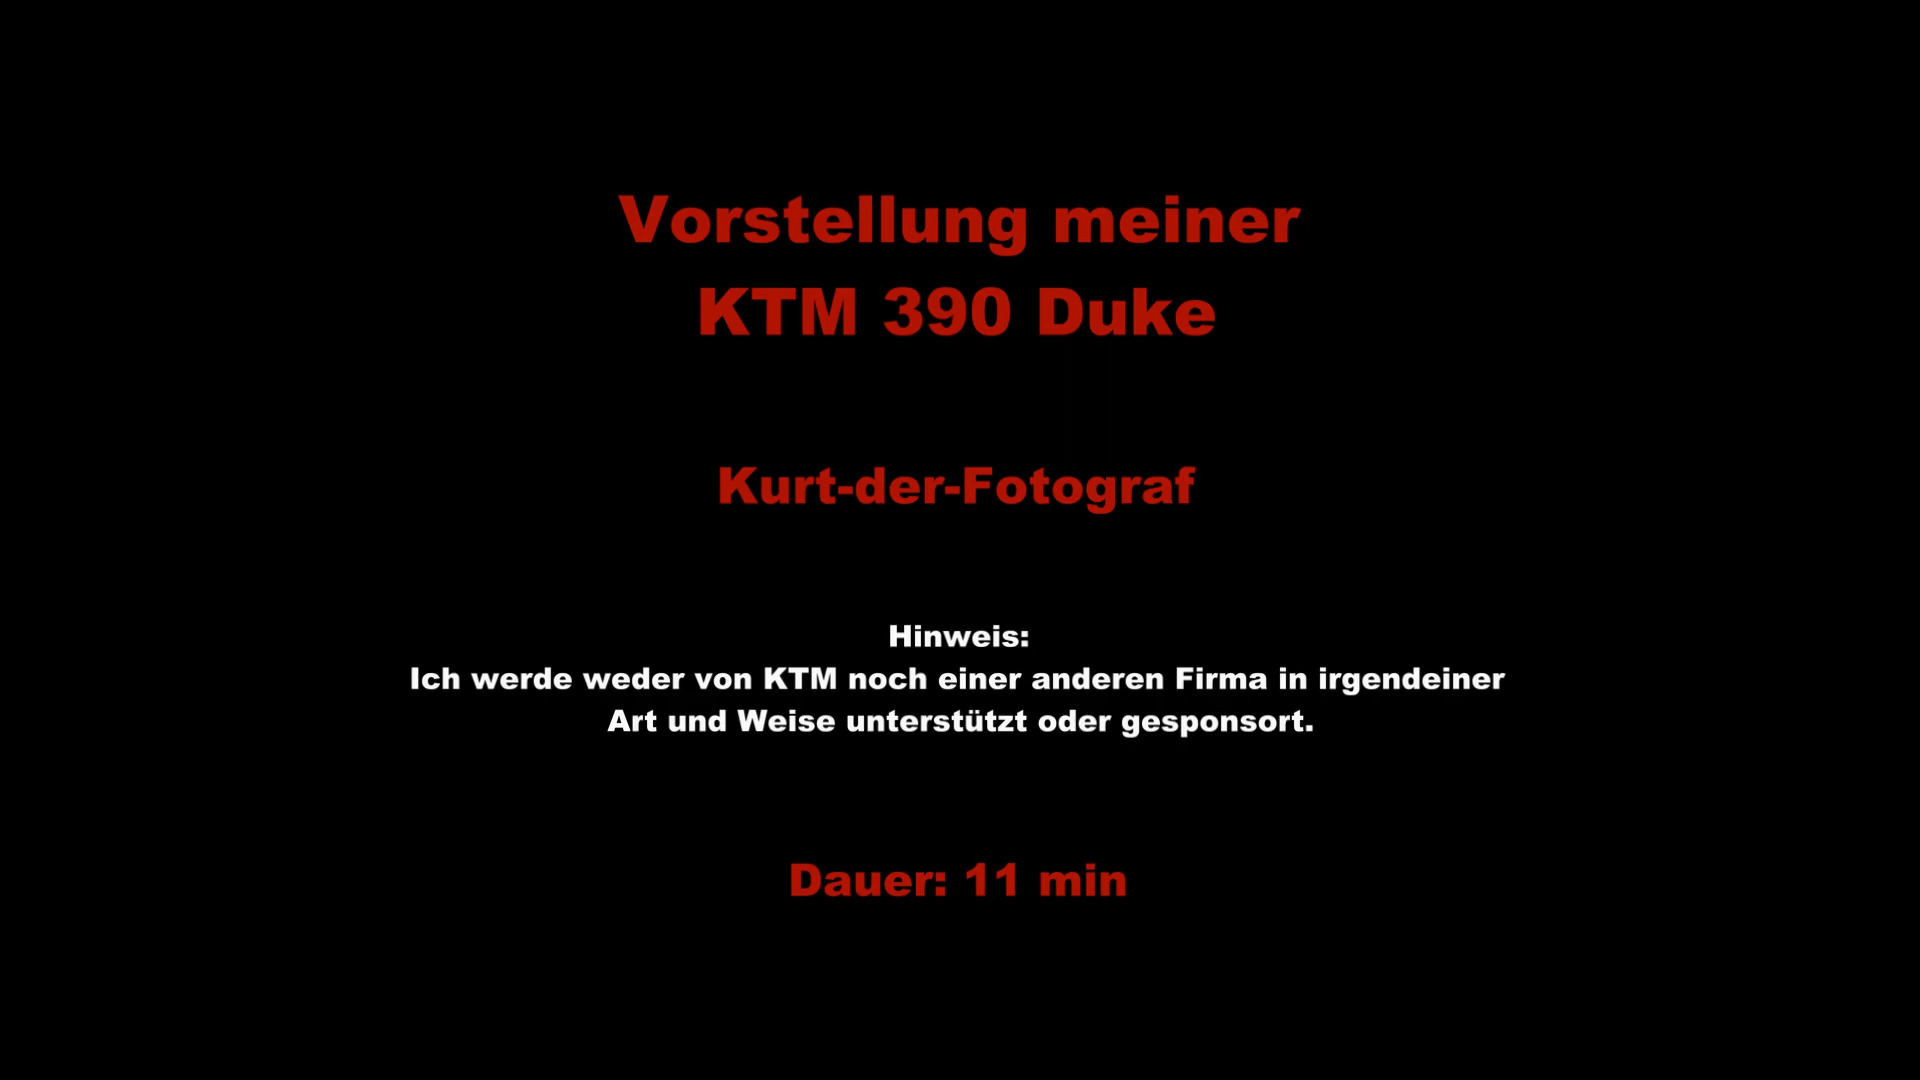 Vorstellung meiner
KTM 390 Duke
Kurt-der-Fotograf
Hinweis:
Ich werde weder von KTM noch einer anderen Firma in irgendeiner
Art und Weise unterstützt oder gesponsort.
Dauer: 11 min